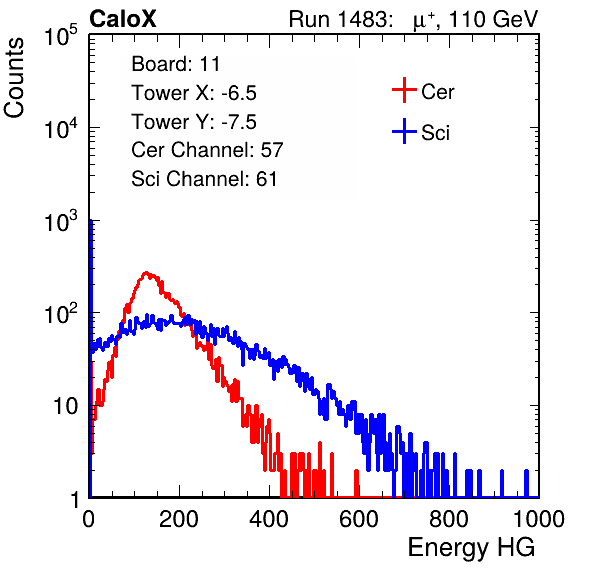 CaloX Run 1483: μ⁺, 110 GeV
Counts
10⁵
10⁴
10³
10²
10
1
Board: 11
Tower X: -6.5
Tower Y: -7.5
Cer Channel: 57
Sci Channel: 61
Cer
Sci
0 200 400 600 800 1000
Energy HG